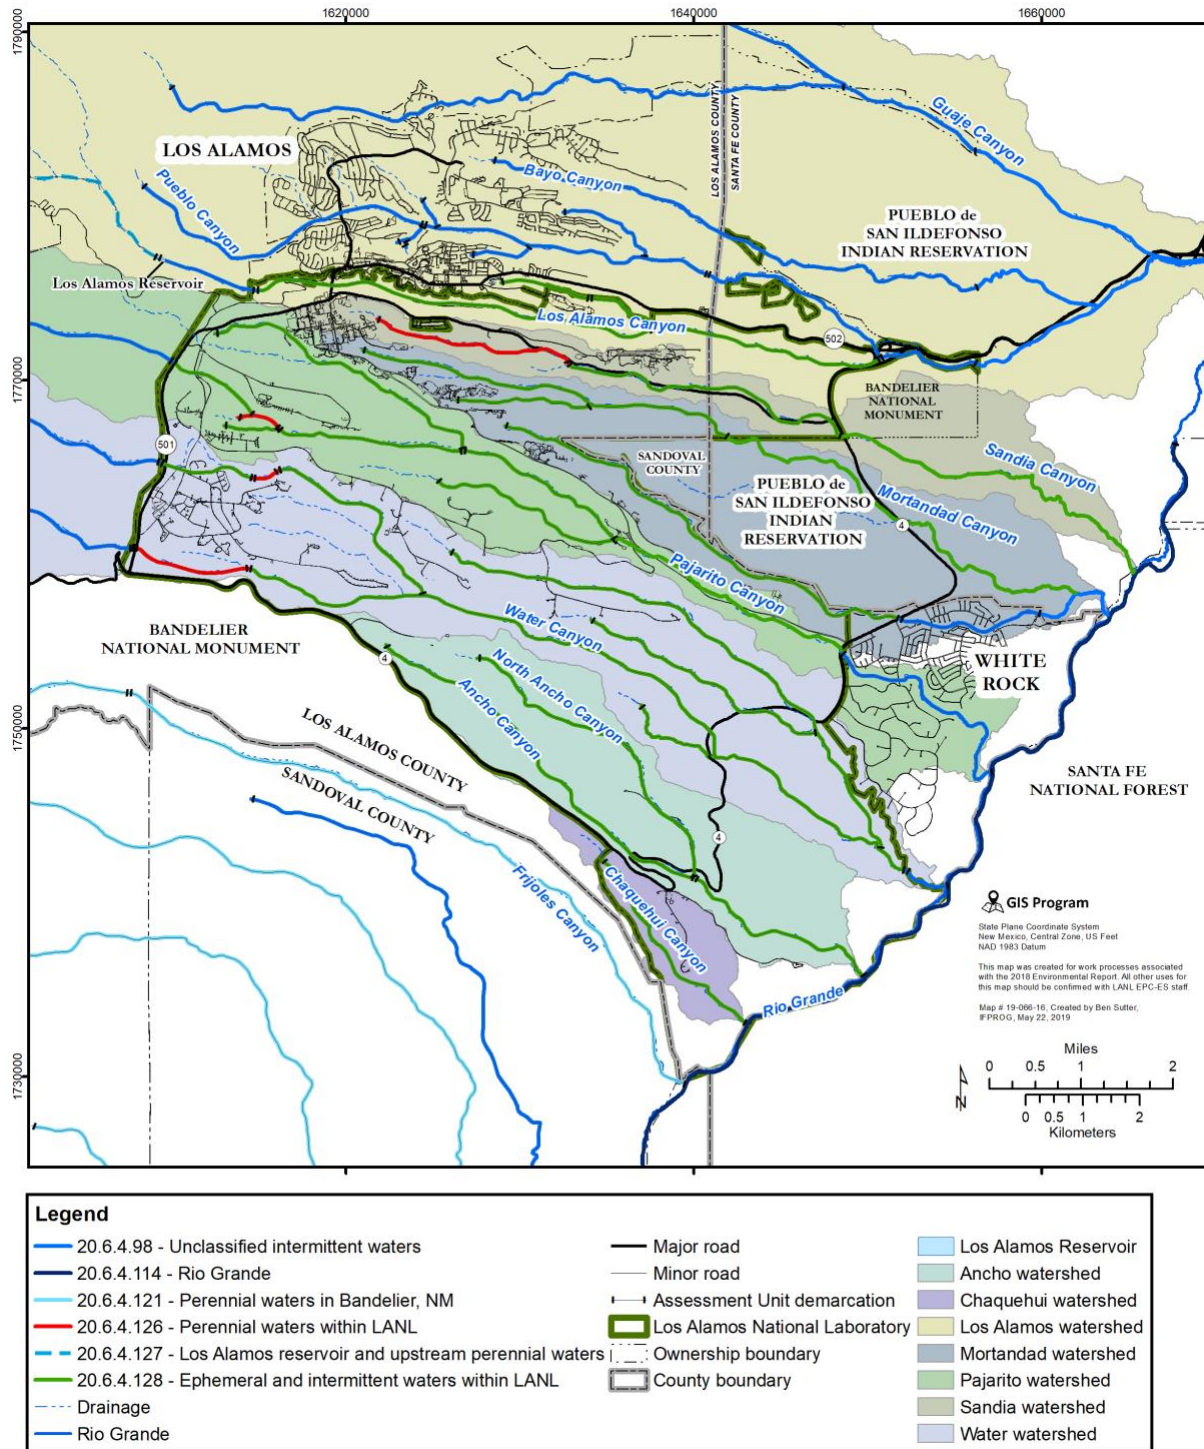 1620000
1640000
1660000
1790000
1770000
1750000
1730000
LOS ALAMOS COUNTY
SANTA FE COUNTY
Guaje Canyon
LOS ALAMOS
Bayo Canyon
Pueblo Canyon
PUEBLO de
SAN ILDEFONSO
INDIAN RESERVATION
Los Alamos Reservoir
Los Alamos Canyon
502
BANDELIER
NATIONAL
MONUMENT
501
SANDOVAL
COUNTY
Sandia Canyon
PUEBLO de
SAN ILDEFONSO
INDIAN
RESERVATION
Mortandad Canyon
4
Pajarito Canyon
Water Canyon
BANDELIER
NATIONAL MONUMENT
4
North Ancho Canyon
Ancho Canyon
WHITE
ROCK
LOS ALAMOS COUNTY
SANDOVAL COUNTY
SANTA FE
NATIONAL FOREST
4
Frijoles Canyon
Chaquehui Canyon
Rio Grande
GIS Program
State Plane Coordinate System
New Mexico, Central Zone, US Feet
NAD 1983 Datum
This map was created for work processes associated
with the 2018 Environmental Report. All other uses for
this map should be confirmed with LANL EPC-ES staff.
Map # 19-066-16, Created by Ben Sutter,
IFPROG, May 22, 2019
Miles
0 0.5 1 2
0 0.5 1 2
Kilometers
N
Legend
20.6.4.98 - Unclassified intermittent waters
20.6.4.114 - Rio Grande
20.6.4.121 - Perennial waters in Bandelier, NM
20.6.4.126 - Perennial waters within LANL
20.6.4.127 - Los Alamos reservoir and upstream perennial waters
20.6.4.128 - Ephemeral and intermittent waters within LANL
Drainage
Rio Grande
Major road
Minor road
Assessment Unit demarcation
Los Alamos National Laboratory
Ownership boundary
County boundary
Los Alamos Reservoir
Ancho watershed
Chaquehui watershed
Los Alamos watershed
Mortandad watershed
Pajarito watershed
Sandia watershed
Water watershed